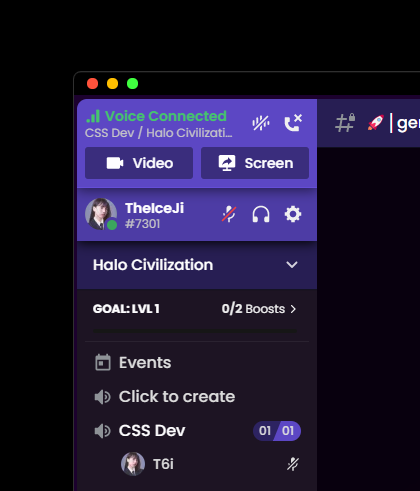 Voice Connected
CSS Dev / Halo Civilizati...
Video
Screen
TheIceJi
#7301
Halo Civilization
GOAL: LVL 1
0/2 Boosts
Events
Click to create
CSS Dev
01 01
T6i
# 🚀 | ger